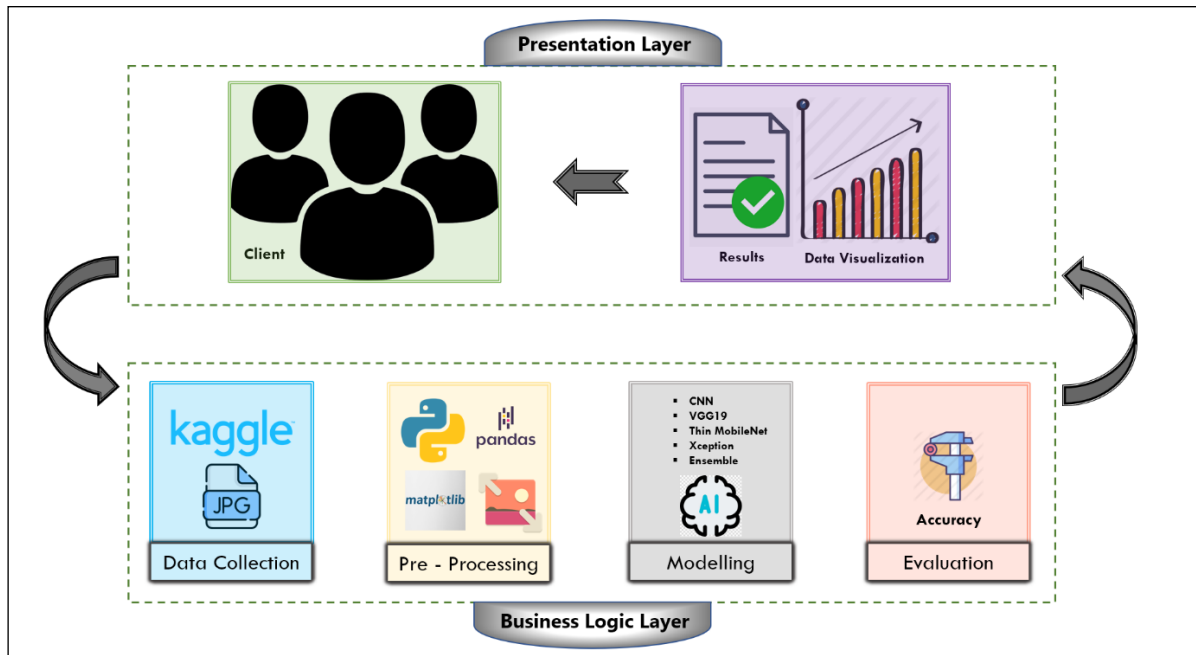 Presentation Layer
Client
Results
Data Visualization
kaggle
JPG
Data Collection
pandas
matplotlib
Pre - Processing
▪ CNN
▪ VGG19
▪ Thin MobileNet
▪ Xception
▪ Ensemble
AI
Modelling
Accuracy
Evaluation
Business Logic Layer